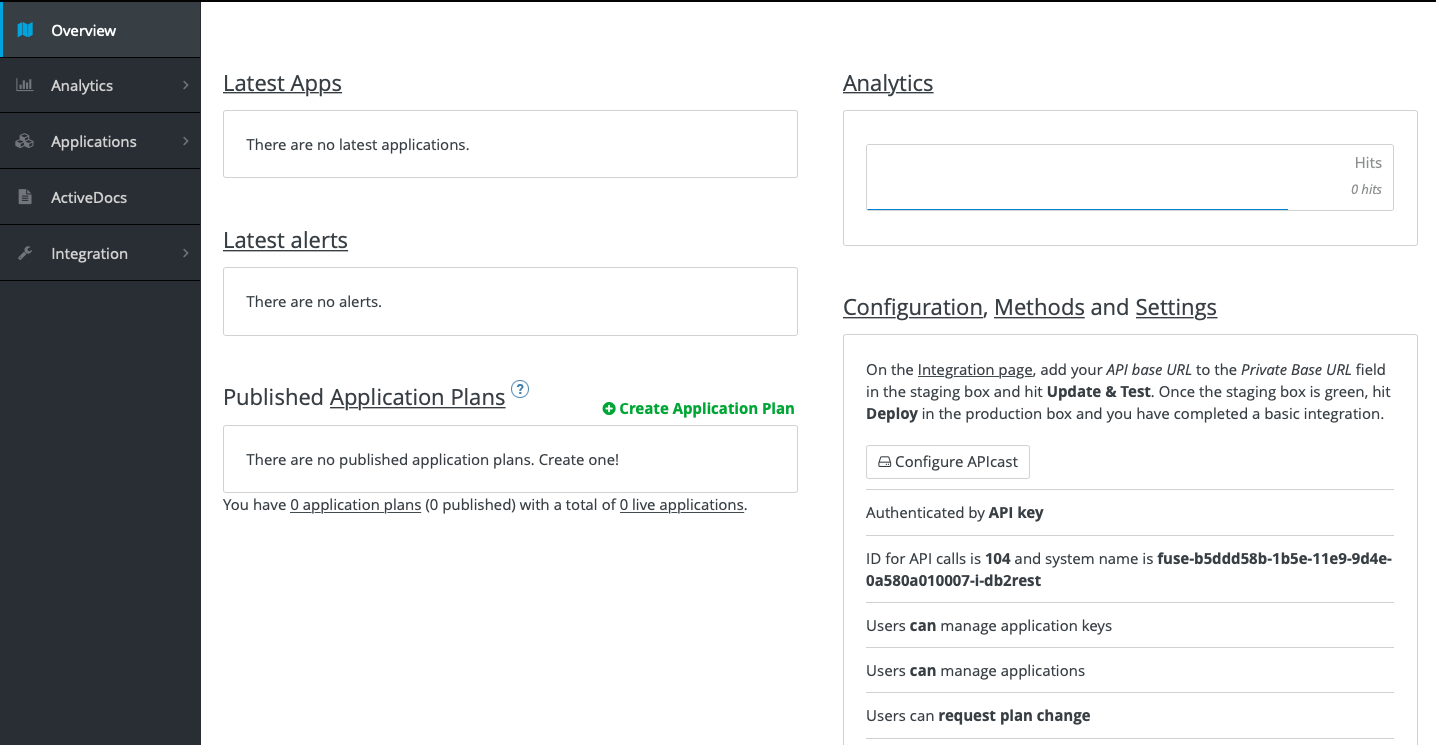 Overview
Analytics
Applications
ActiveDocs
Integration
Latest Apps
There are no latest applications.
Latest alerts
There are no alerts.
Published Application Plans ?
Create Application Plan
There are no published application plans. Create one!
You have 0 application plans (0 published) with a total of 0 live applications.
Analytics
Hits
0 hits
Configuration, Methods and Settings
On the Integration page, add your API base URL to the Private Base URL field
in the staging box and hit Update & Test. Once the staging box is green, hit
Deploy in the production box and you have completed a basic integration.
Configure APIcast
Authenticated by API key
ID for API calls is 104 and system name is fuse-b5ddd58b-1b5e-11e9-9d4e-
0a580a010007-i-db2rest
Users can manage application keys
Users can manage applications
Users can request plan change